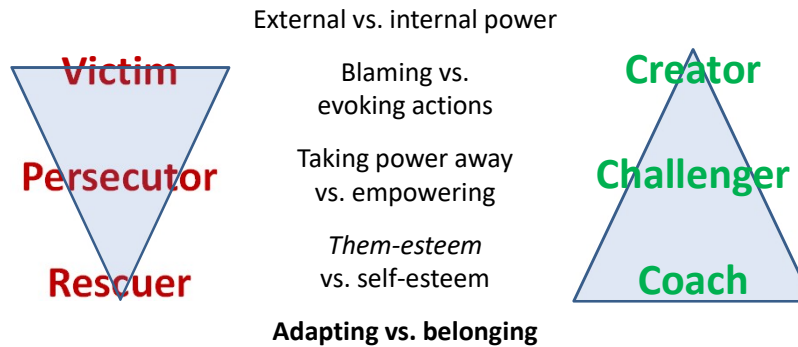 External vs. internal power
Victim
Blaming vs.
evoking actions
Creator
Persecutor
Taking power away
vs. empowering
Challenger
Rescuer
Them-esteem
vs. self-esteem
Coach
Adapting vs. belonging